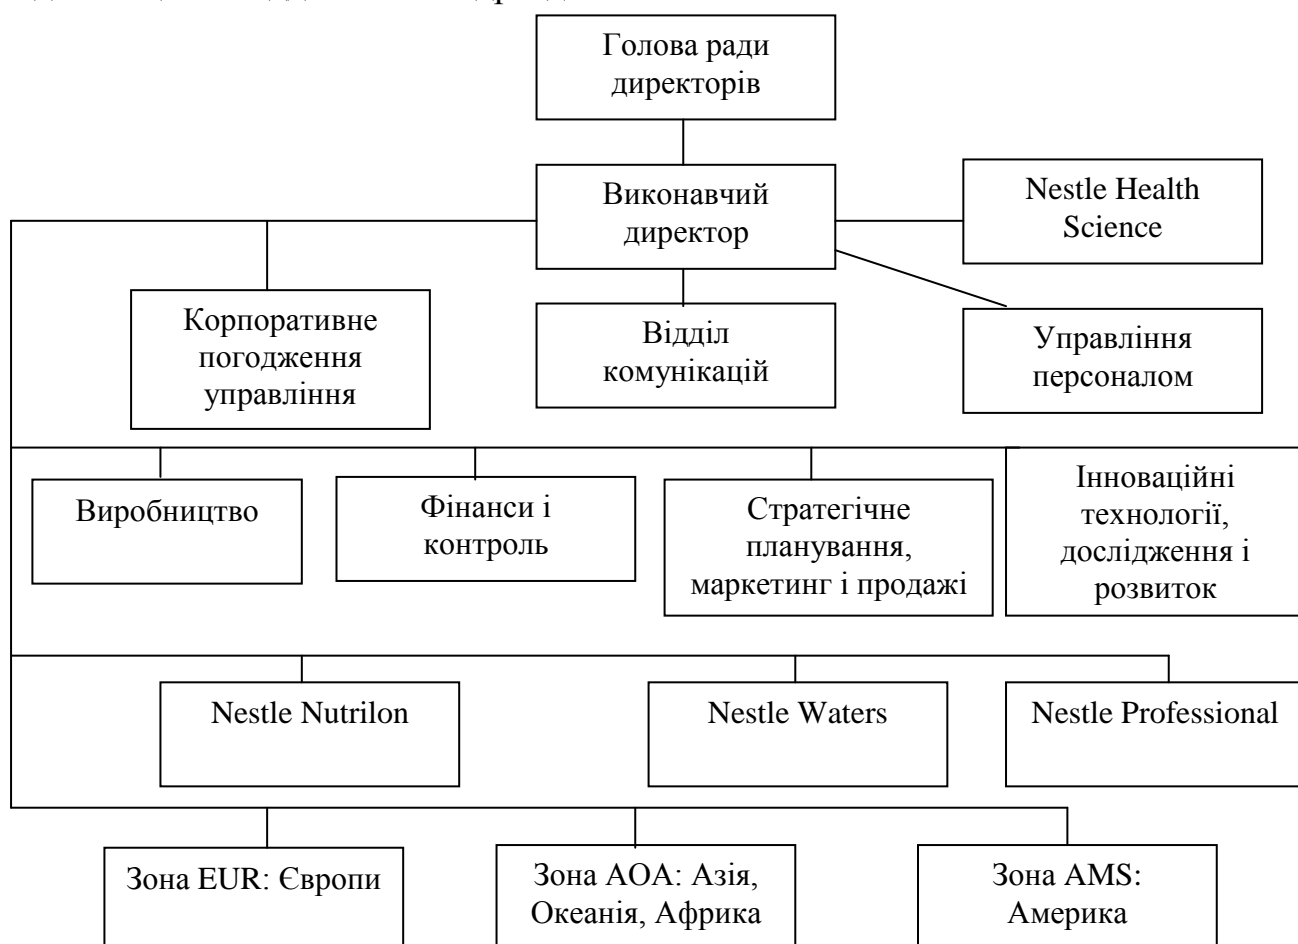 Голова ради
директорів
Виконавчий
директор
Nestle Health
Science
Корпоративне
погодження
управління
Відділ
комунікацій
Управління
персоналом
Виробництво
Фінанси і
контроль
Стратегічне
планування,
маркетинг і продажі
Інноваційні
технології,
дослідження і
розвиток
Nestle Nutrilon
Nestle Waters
Nestle Professional
Зона EUR: Європи
Зона АОА: Азія,
Океанія, Африка
Зона AMS:
Америка